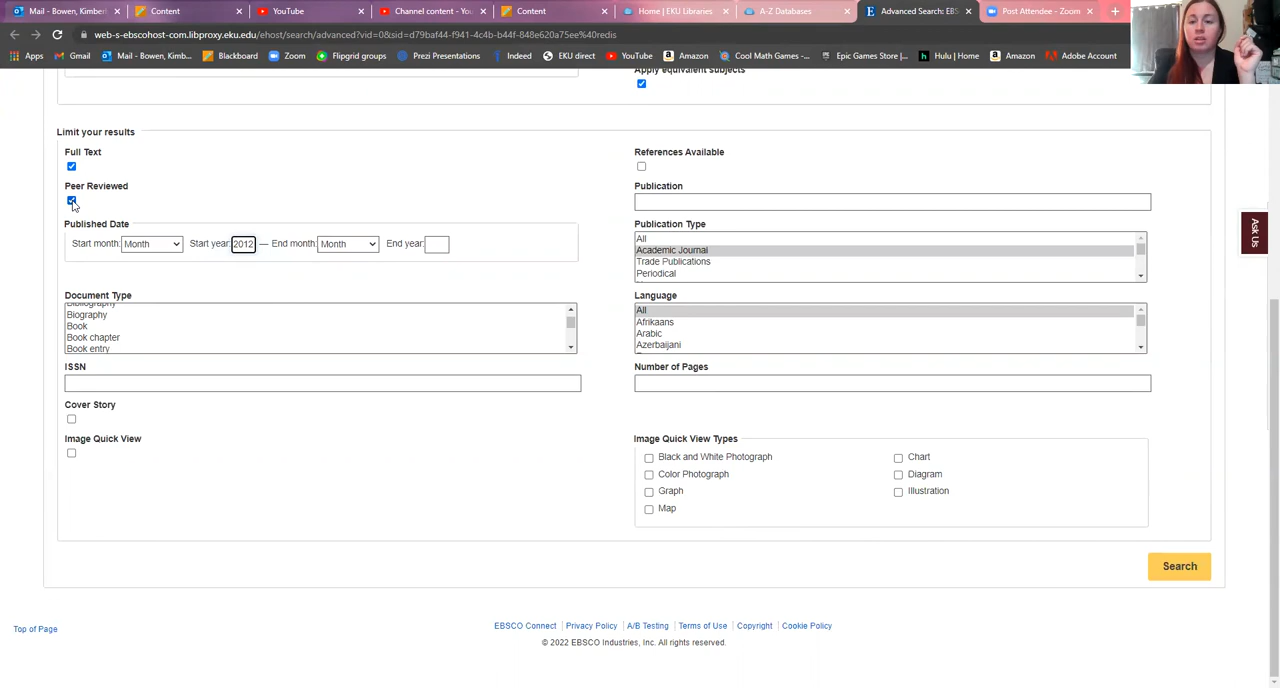 Mail - Bowen, Kimberl
Content
YouTube
Channel content - You
Content
Home | EKU Libraries
A-Z Databases
Advanced Search: EBS
Post Attendee - Zoom
web-s-ebscohost-com.libproxy.eku.edu/ehost/search/advanced?vid=0&sid=d79baf44-f941-4c4b-b44f-848e620a75ee%40redis
Apps
Gmail
Mail - Bowen, Kimb...
Blackboard
Zoom
Flipgrid groups
Prezi Presentations
Indeed
EKU direct
YouTube
Amazon
Cool Math Games -...
Epic Games Store |...
Hulu | Home
Amazon
Adobe Account
Apply equivalent subjects
Limit your results
Full Text
References Available
Peer Reviewed
Publication
Published Date
Start month: Month Start year: 2012 — End month: Month End year:
Publication Type
All
Academic Journal
Trade Publications
Periodical
Document Type
Bibliography
Biography
Book
Book chapter
Book entry
Language
All
Afrikaans
Arabic
Azerbaijani
ISSN
Number of Pages
Cover Story
Image Quick View
Image Quick View Types
Black and White Photograph
Chart
Color Photograph
Diagram
Graph
Illustration
Map
Search
Ask Us
Top of Page
EBSCO Connect | Privacy Policy | A/B Testing | Terms of Use | Copyright | Cookie Policy
© 2022 EBSCO Industries, Inc. All rights reserved.